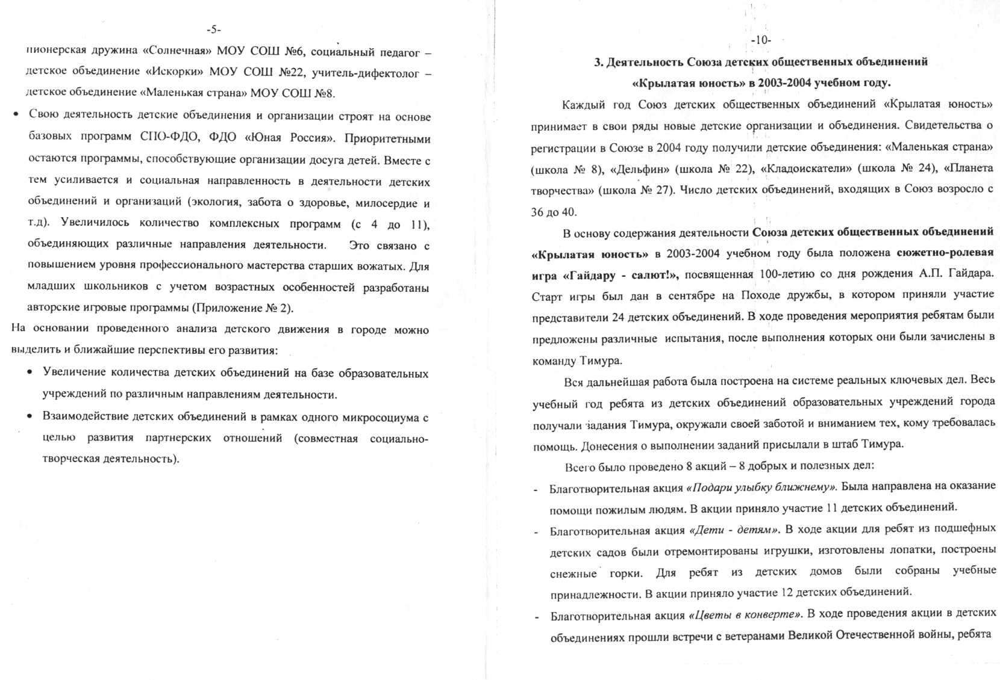 -5-
пионерская дружина «Солнечная» МОУ СОШ №6, социальный педагог –
детское объединение «Искорки» МОУ СОШ №22, учитель-дифектолог –
детское объединение «Маленькая страна» МОУ СОШ №8.
• Свою деятельность детские объединения и организации строят на основе
базовых программ СПО-ФДО, ФДО «Юная Россия». Приоритетными
остаются программы, способствующие организации досуга детей. Вместе с
тем усиливается и социальная направленность в деятельности детских
объединений и организаций (экология, забота о здоровье, милосердие и
т.д). Увеличилось количество комплексных программ (с 4 до 11),
объединяющих различные направления деятельности. Это связано с
повышением уровня профессионального мастерства старших вожатых. Для
младших школьников с учетом возрастных особенностей разработаны
авторские игровые программы (Приложение № 2).
На основании проведенного анализа детского движения в городе можно
выделить и ближайшие перспективы его развития:
• Увеличение количества детских объединений на базе образовательных
учреждений по различным направлениям деятельности.
• Взаимодействие детских объединений в рамках одного микросоциума с
целью развития партнерских отношений (совместная социально-
творческая деятельность).
-10-
3. Деятельность Союза детских общественных объединений
«Крылатая юность» в 2003-2004 учебном году.
Каждый год Союз детских общественных объединений «Крылатая юность»
принимает в свои ряды новые детские организации и объединения. Свидетельства о
регистрации в Союзе в 2004 году получили детские объединения: «Маленькая страна»
(школа № 8), «Дельфин» (школа № 22), «Кладоискатели» (школа № 24), «Планета
творчества» (школа № 27). Число детских объединений, входящих в Союз возросло с
36 до 40.
В основу содержания деятельности Союза детских общественных объединений
«Крылатая юность» в 2003-2004 учебном году была положена сюжетно-ролевая
игра «Гайдару - салют!», посвященная 100-летию со дня рождения А.П. Гайдара.
Старт игры был дан в сентябре на Походе дружбы, в котором приняли участие
представители 24 детских объединений. В ходе проведения мероприятия ребятам были
предложены различные испытания, после выполнения которых они были зачислены в
команду Тимура.
Вся дальнейшая работа была построена на системе реальных ключевых дел. Весь
учебный год ребята из детских объединений образовательных учреждений города
получали задания Тимура, окружали своей заботой и вниманием тех, кому требовалась
помощь. Донесения о выполнении заданий присылали в штаб Тимура.
Всего было проведено 8 акций – 8 добрых и полезных дел:
- Благотворительная акция «Подари улыбку ближнему». Была направлена на оказание
помощи пожилым людям. В акции приняло участие 11 детских объединений.
- Благотворительная акция «Дети - детям». В ходе акции для ребят из подшефных
детских садов были отремонтированы игрушки, изготовлены лопатки, построены
снежные горки. Для ребят из детских домов были собраны учебные
принадлежности. В акции приняло участие 12 детских объединений.
- Благотворительная акция «Цветы в конверте». В ходе проведения акции в детских
объединениях прошли встречи с ветеранами Великой Отечественной войны, ребята